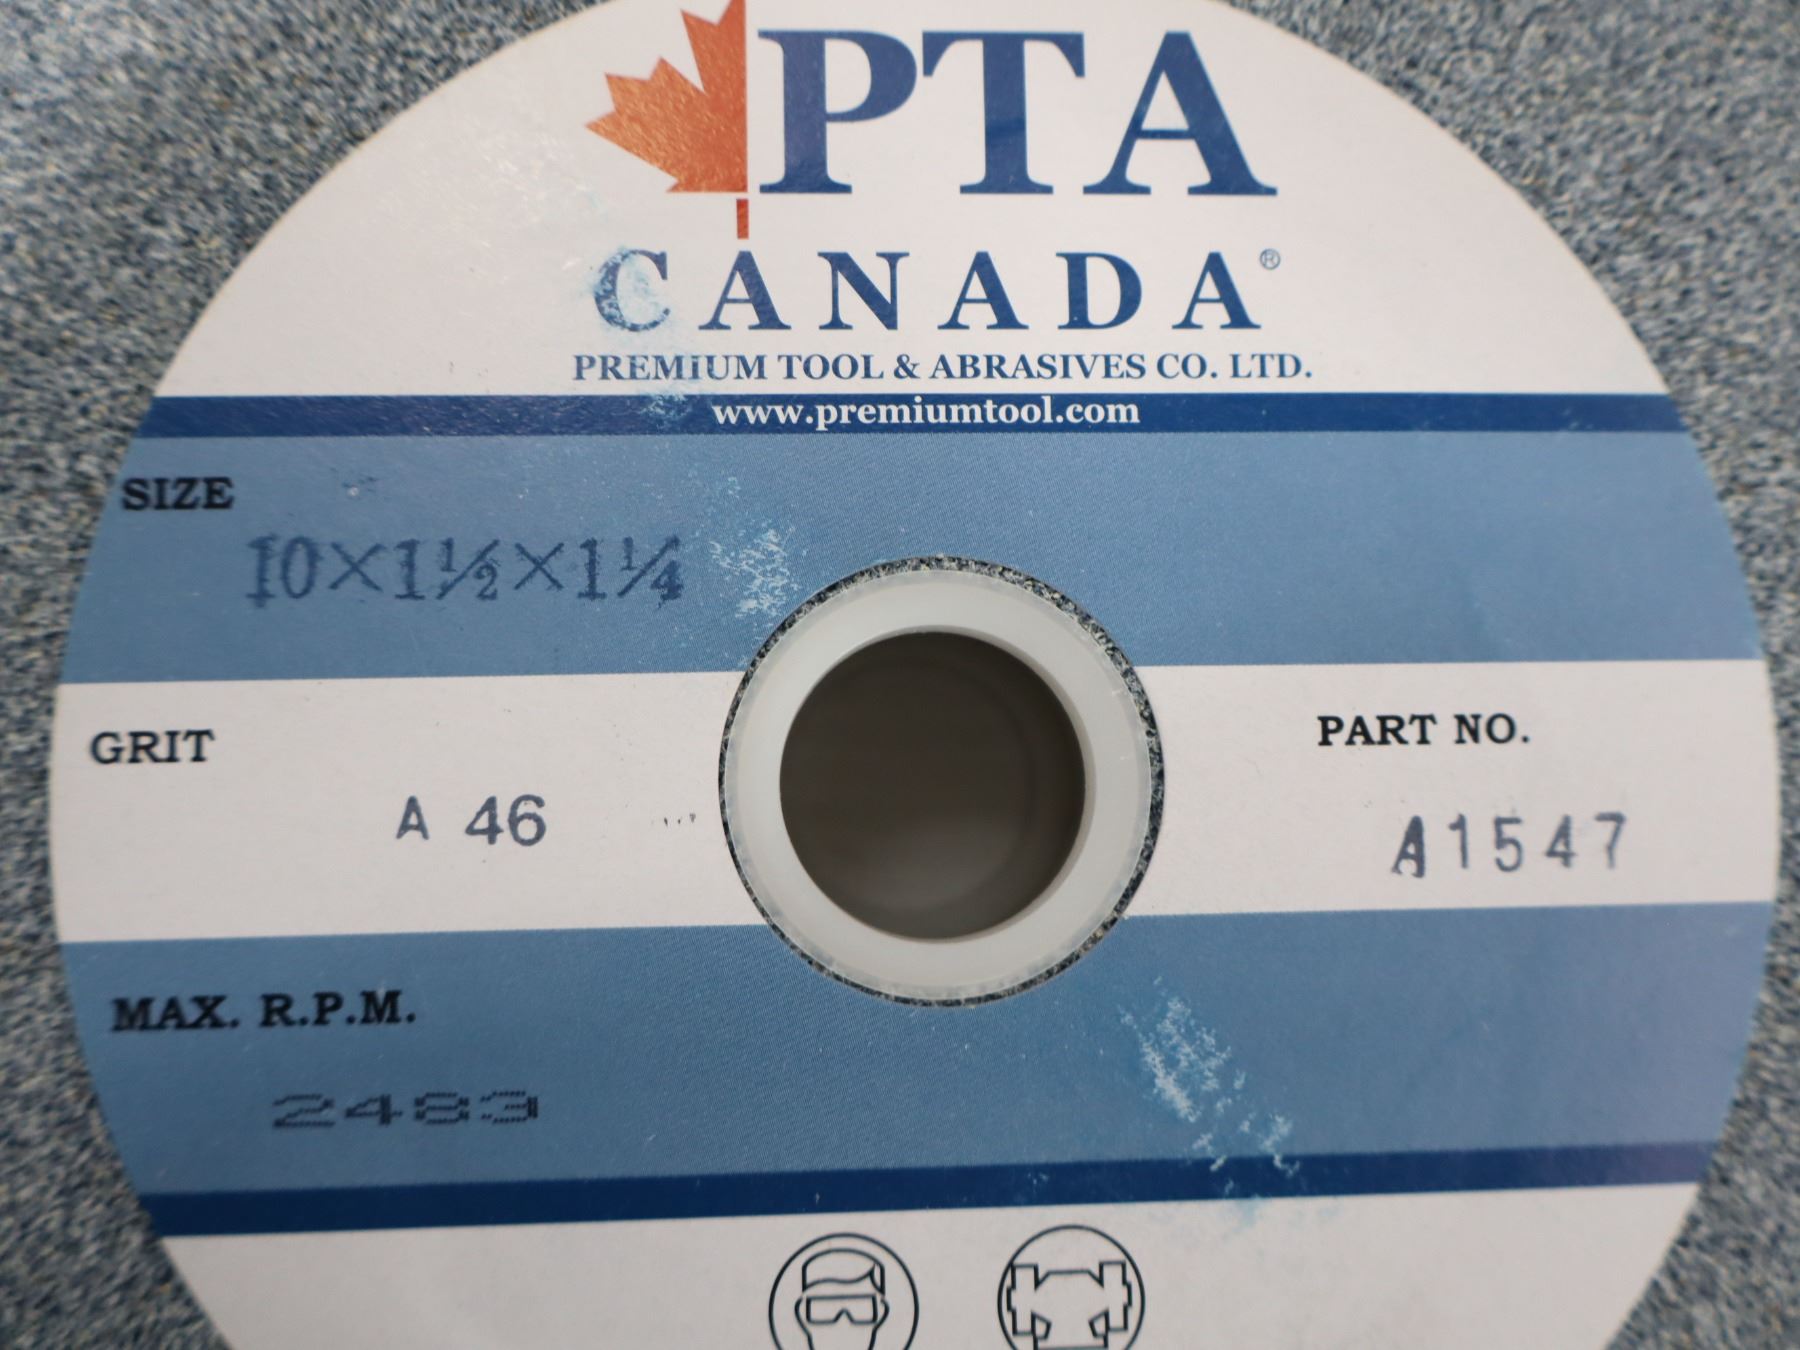 PTA
CANADA®
PREMIUM TOOL & ABRASIVES CO. LTD.
www.premiumtool.com
SIZE
10×1½×1¼
GRIT
A 46
PART NO.
A1547
MAX. R.P.M.
2483